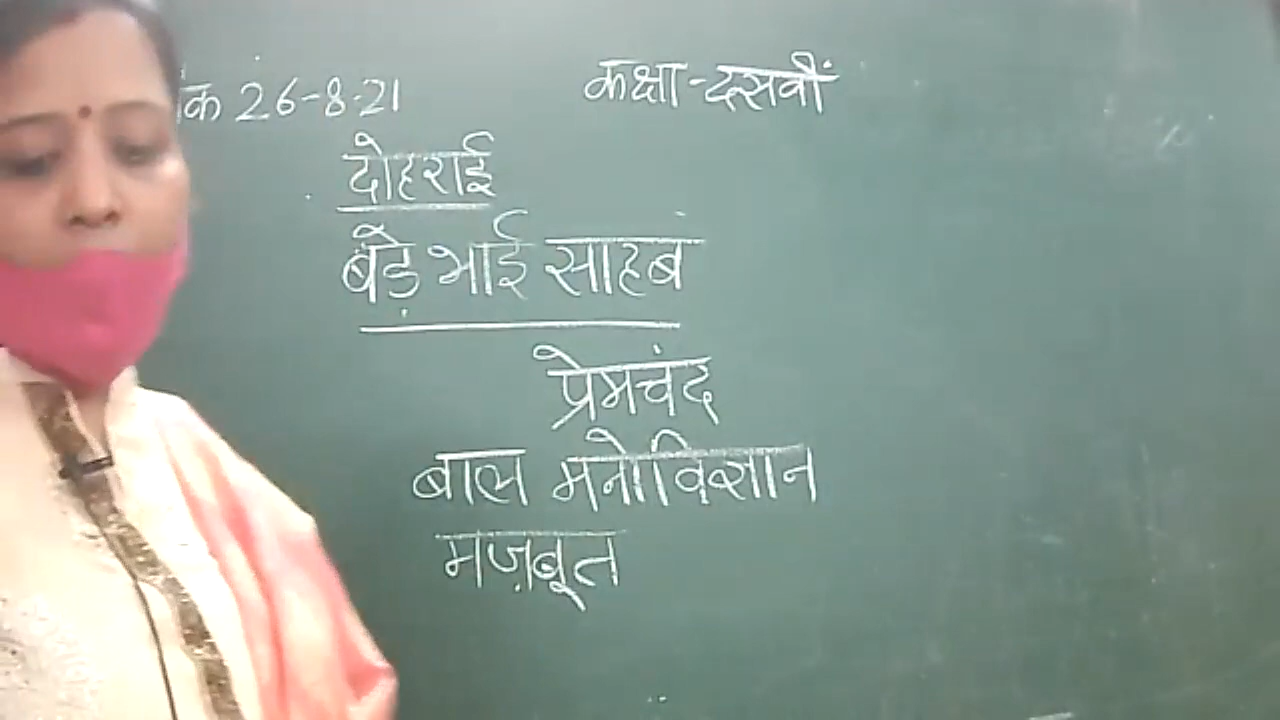 क 26-8-21 कक्षा-दसवीं
दोहराई
बड़े भाई साहब
प्रेमचंद
बाल मनोविज्ञान
मज़बूत